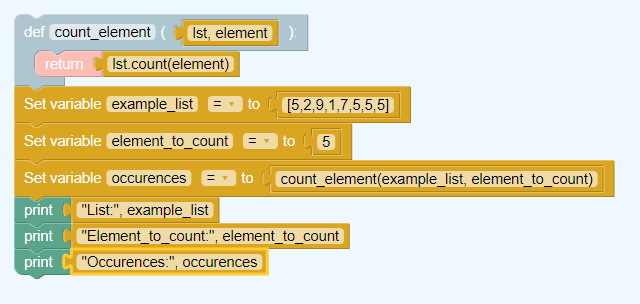 def count_element ( lst, element ):
return lst.count(element)
Set variable example_list = to [5,2,9,1,7,5,5,5]
Set variable element_to_count = to 5
Set variable occurences = to count_element(example_list, element_to_count)
print "List:", example_list
print "Element_to_count:", element_to_count
print "Occurences:", occurences